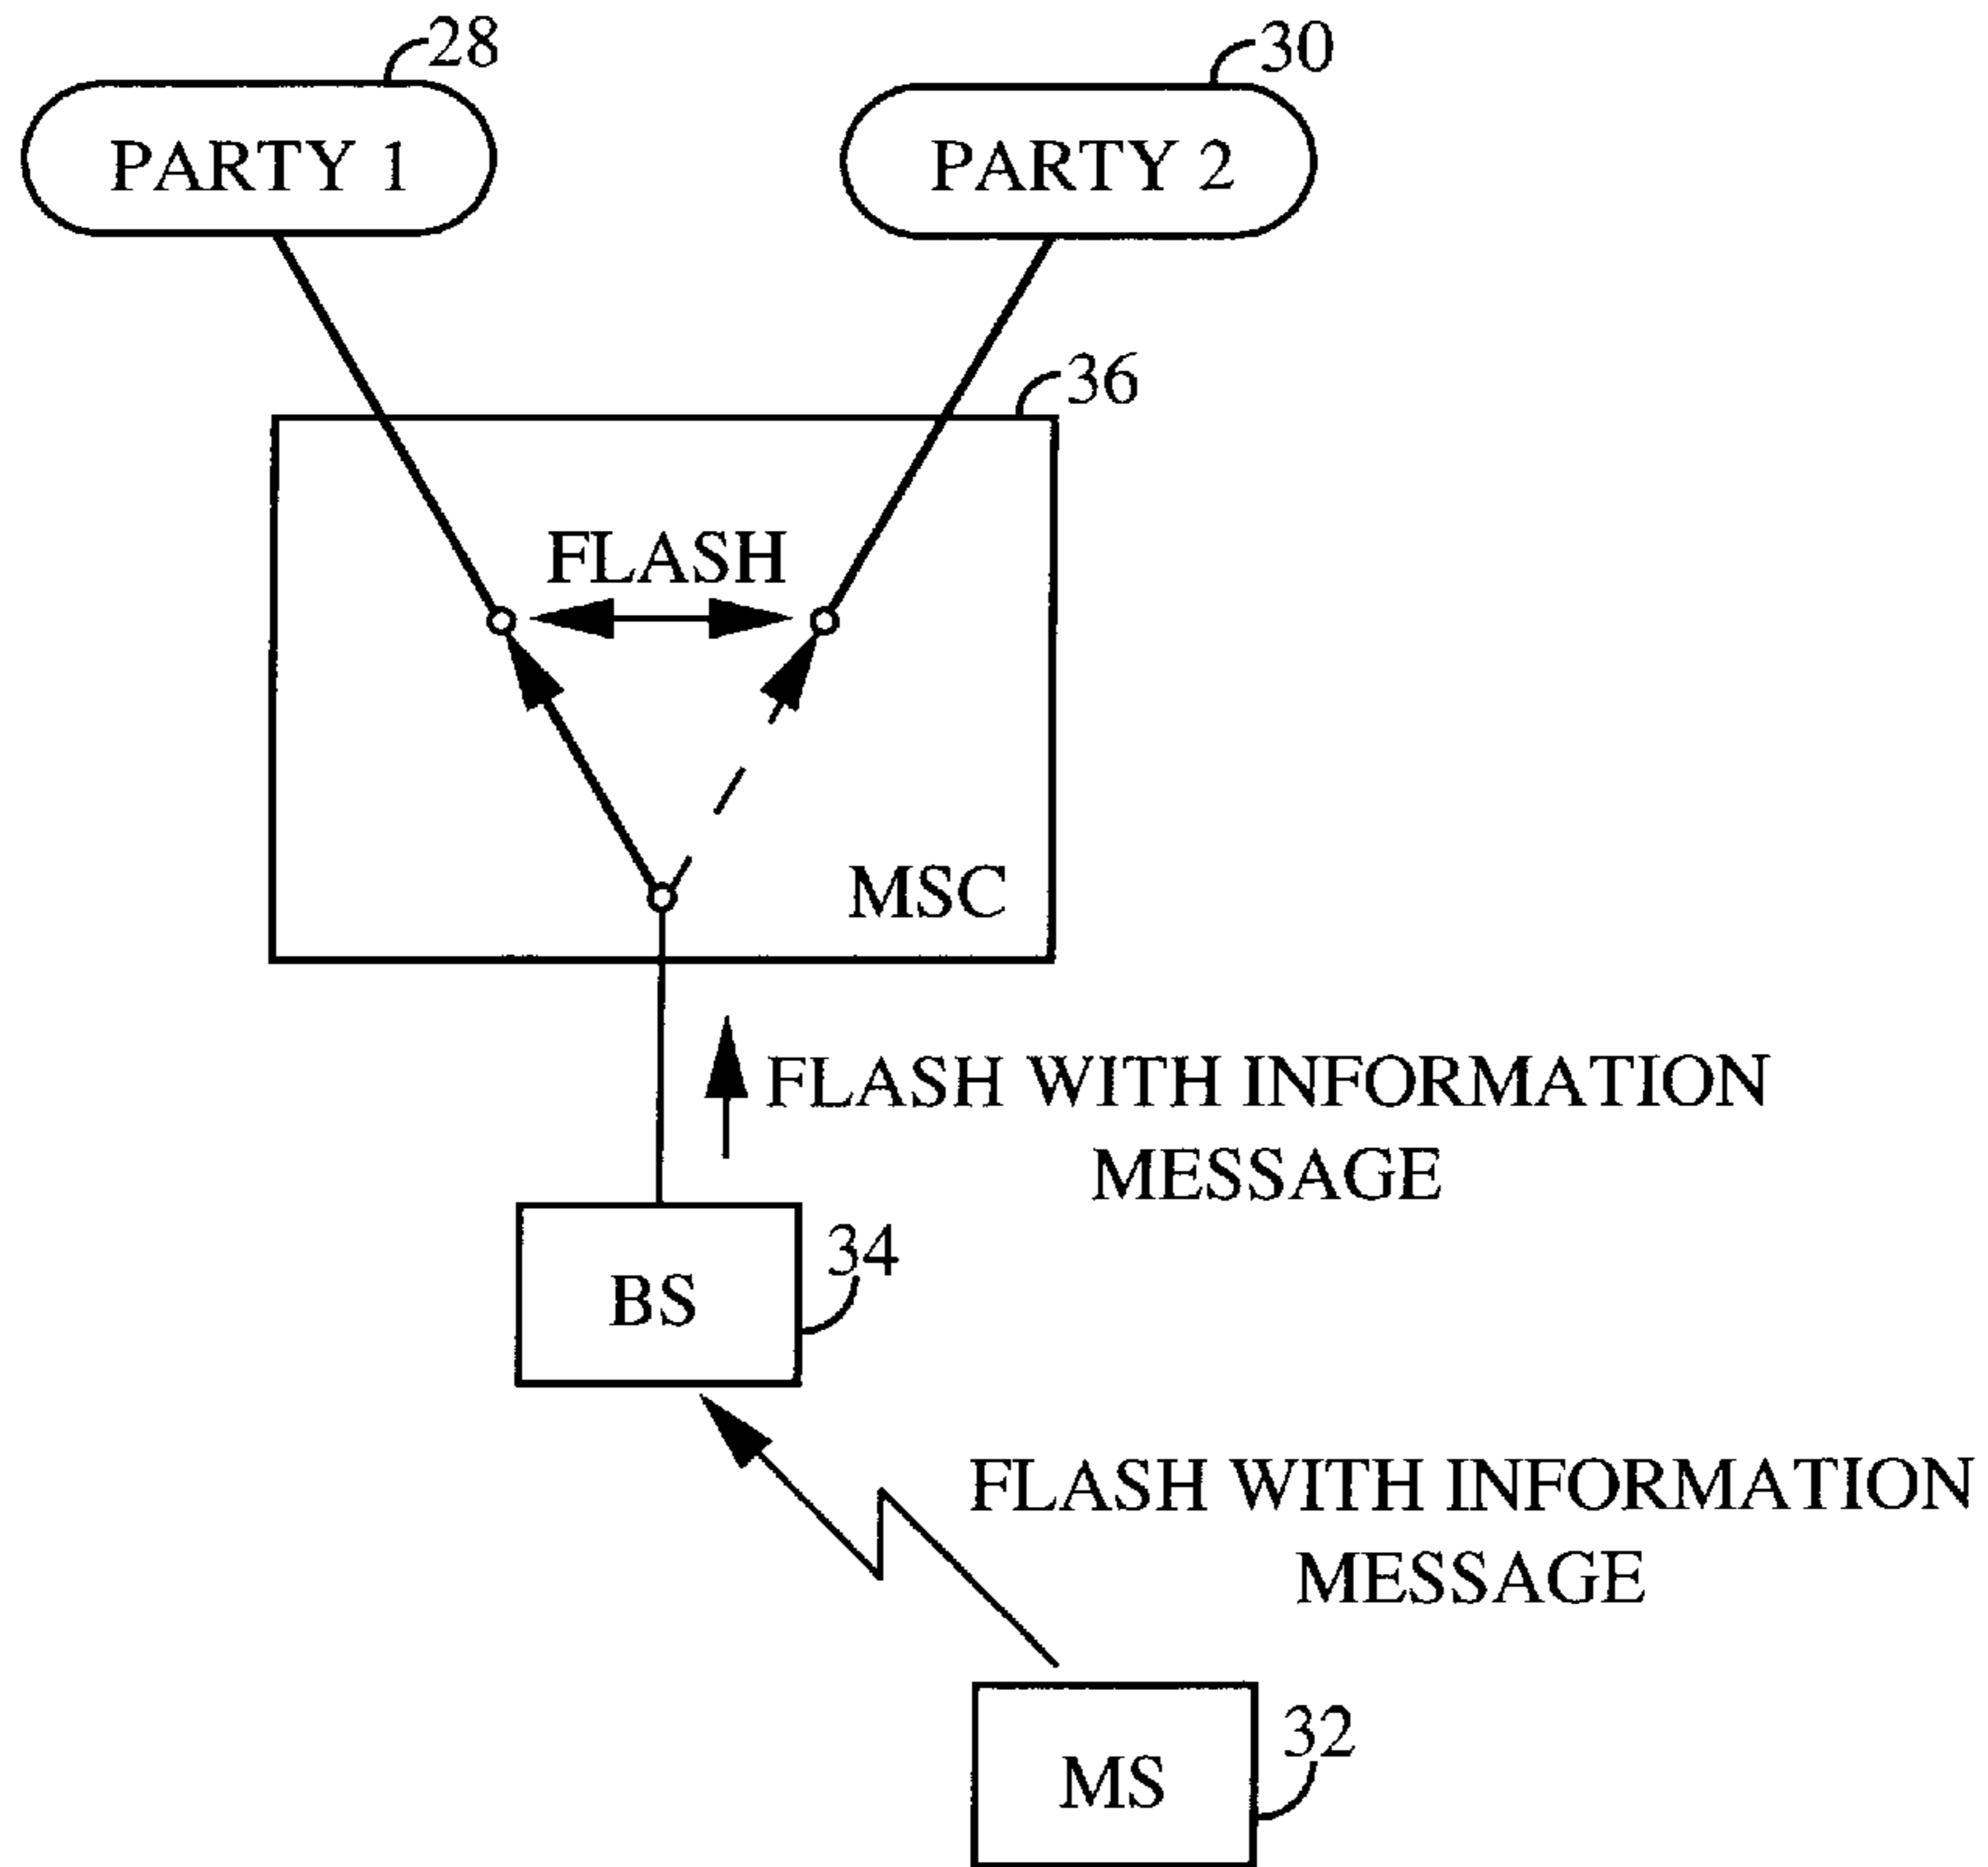 28
30
PARTY 1
PARTY 2
36
FLASH
MSC
FLASH WITH INFORMATION
MESSAGE
34
BS
FLASH WITH INFORMATION
MESSAGE
32
MS